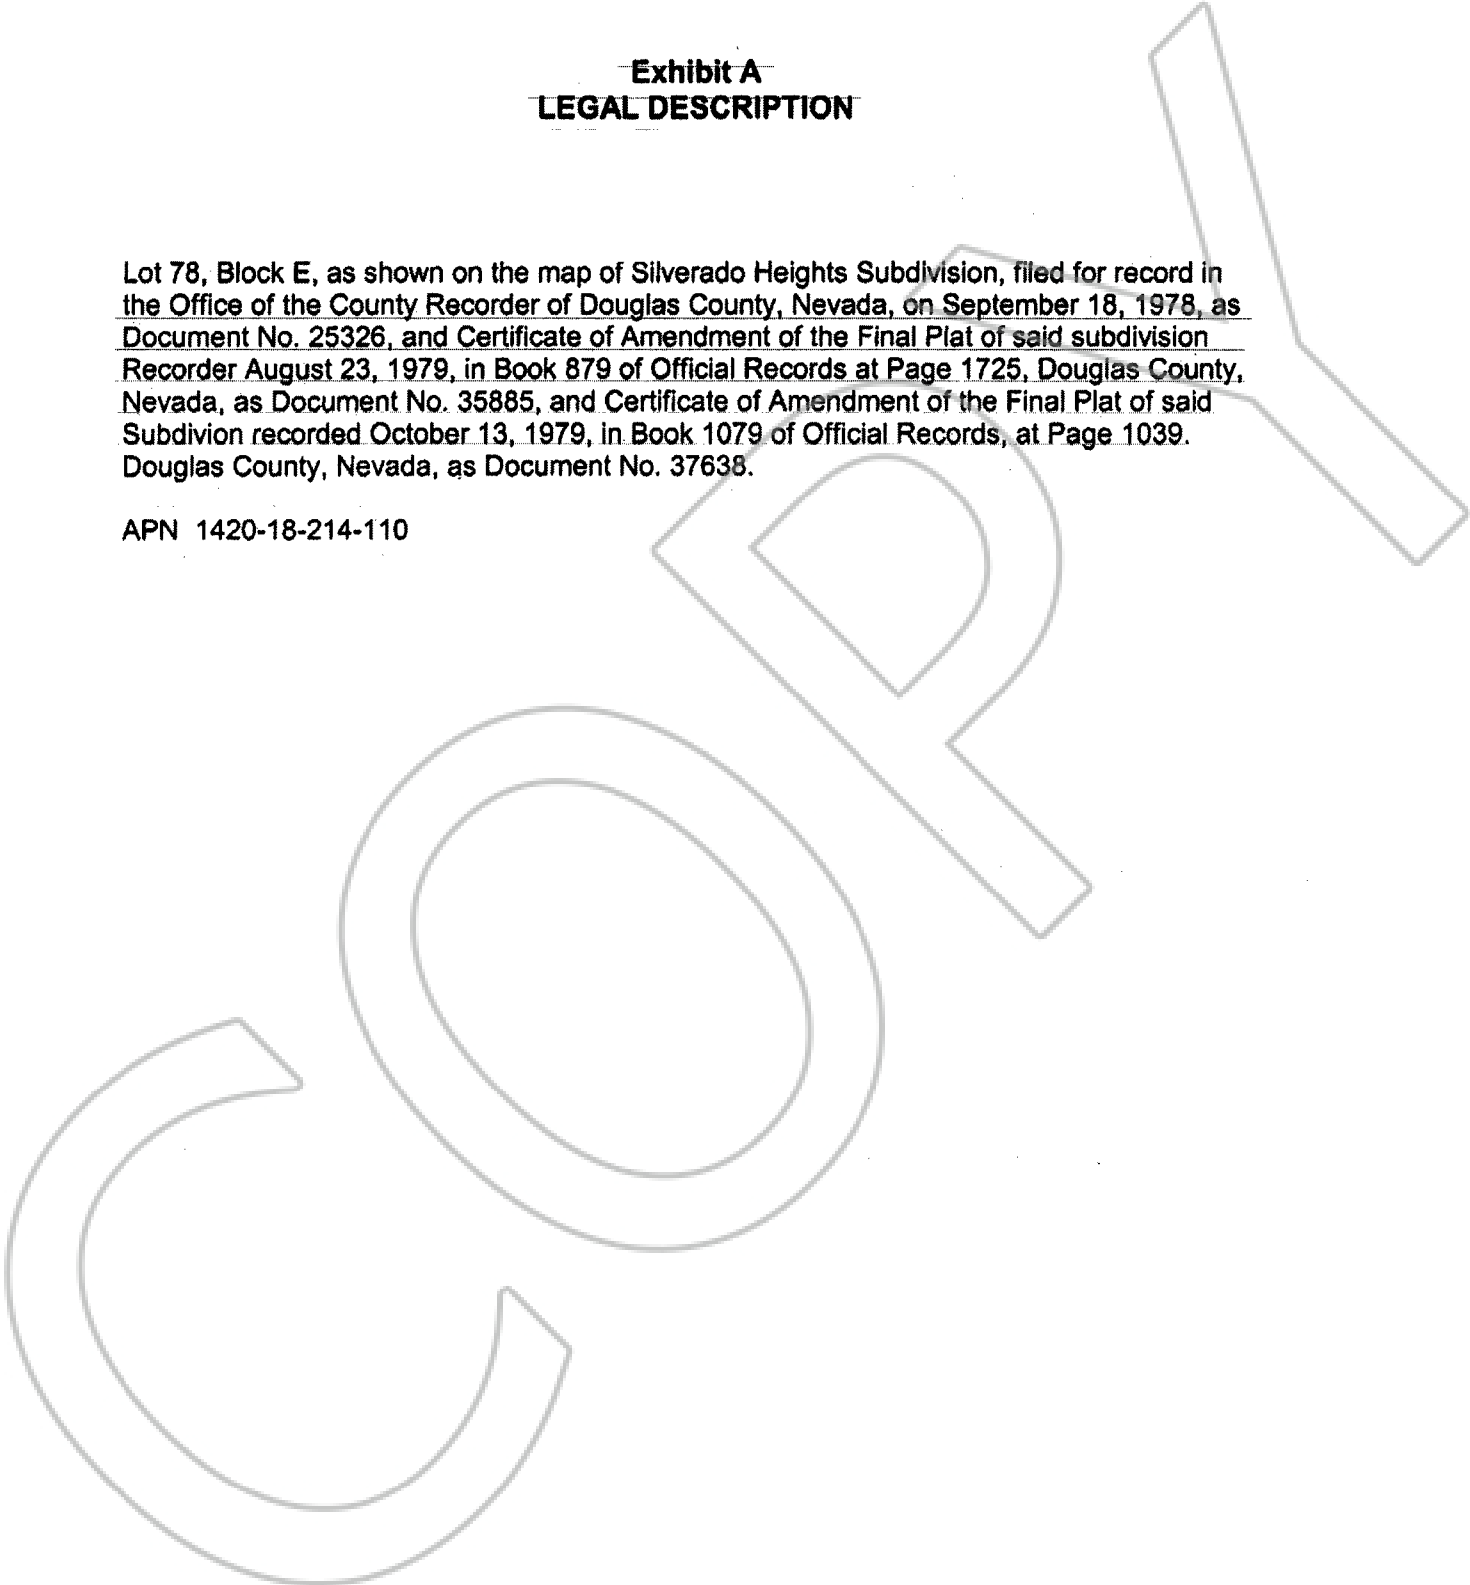 Exhibit A
LEGAL DESCRIPTION
Lot 78, Block E, as shown on the map of Silverado Heights Subdivision, filed for record in
the Office of the County Recorder of Douglas County, Nevada, on September 18, 1978, as
Document No. 25326, and Certificate of Amendment of the Final Plat of said subdivision
Recorder August 23, 1979, in Book 879 of Official Records at Page 1725, Douglas County,
Nevada, as Document No. 35885, and Certificate of Amendment of the Final Plat of said
Subdivion recorded October 13, 1979, in Book 1079 of Official Records, at Page 1039.
Douglas County, Nevada, as Document No. 37638.
APN 1420-18-214-110
COPY